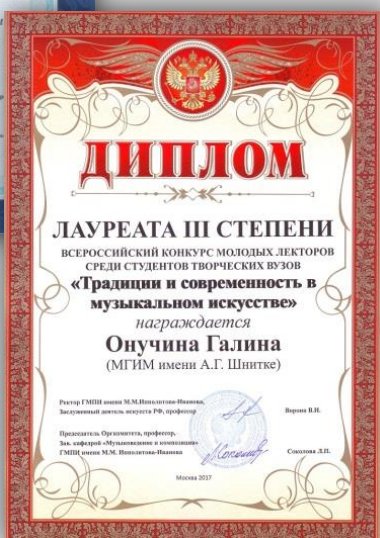 ДИПЛОМ
ЛАУРЕАТА III СТЕПЕНИ
ВСЕРОССИЙСКИЙ КОНКУРС МОЛОДЫХ ЛЕКТОРОВ
СРЕДИ СТУДЕНТОВ ТВОРЧЕСКИХ ВУЗОВ
«Традиции и современность в
музыкальном искусстве»
награждается
Онучина Галина
(МГИМ имени А.Г. Шнитке)
Ректор ГМПИ имени М.М.Ипполитова-Иванова,
Заслуженный деятель искусств РФ, профессор Ворона В.И.
Председатель Оргкомитета, профессор,
Зав. кафедрой «Музыковедение и композиция»
ГМПИ имени М.М. Ипполитова-Иванова Соколова Л.П.
Москва 2017